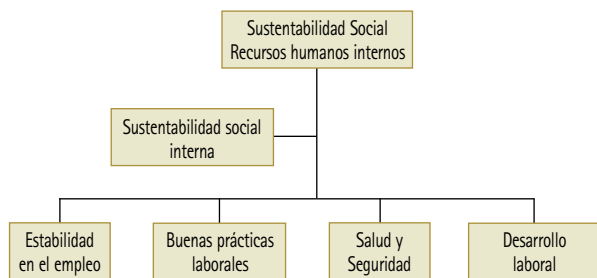 Sustentabilidad Social
Recursos humanos internos
Sustentabilidad social
interna
Estabilidad
en el empleo
Buenas prácticas
laborales
Salud y
Seguridad
Desarrollo
laboral